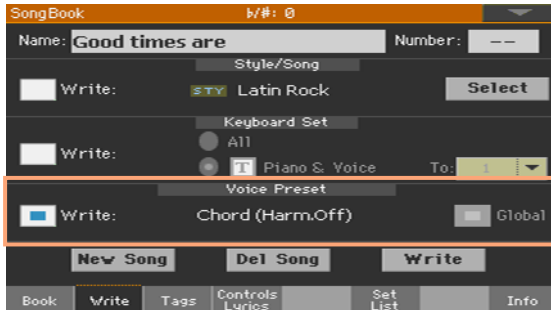 SongBook ♭/#: 0
Name: Good times are Number: --
Style/Song
Write: STY Latin Rock Select
Keyboard Set
All
Write:
T Piano & Voice To: 1
Voice Preset
Write: Chord (Harm.Off) Global
New Song Del Song Write
Book Write Tags Controls Lyrics Set List Info